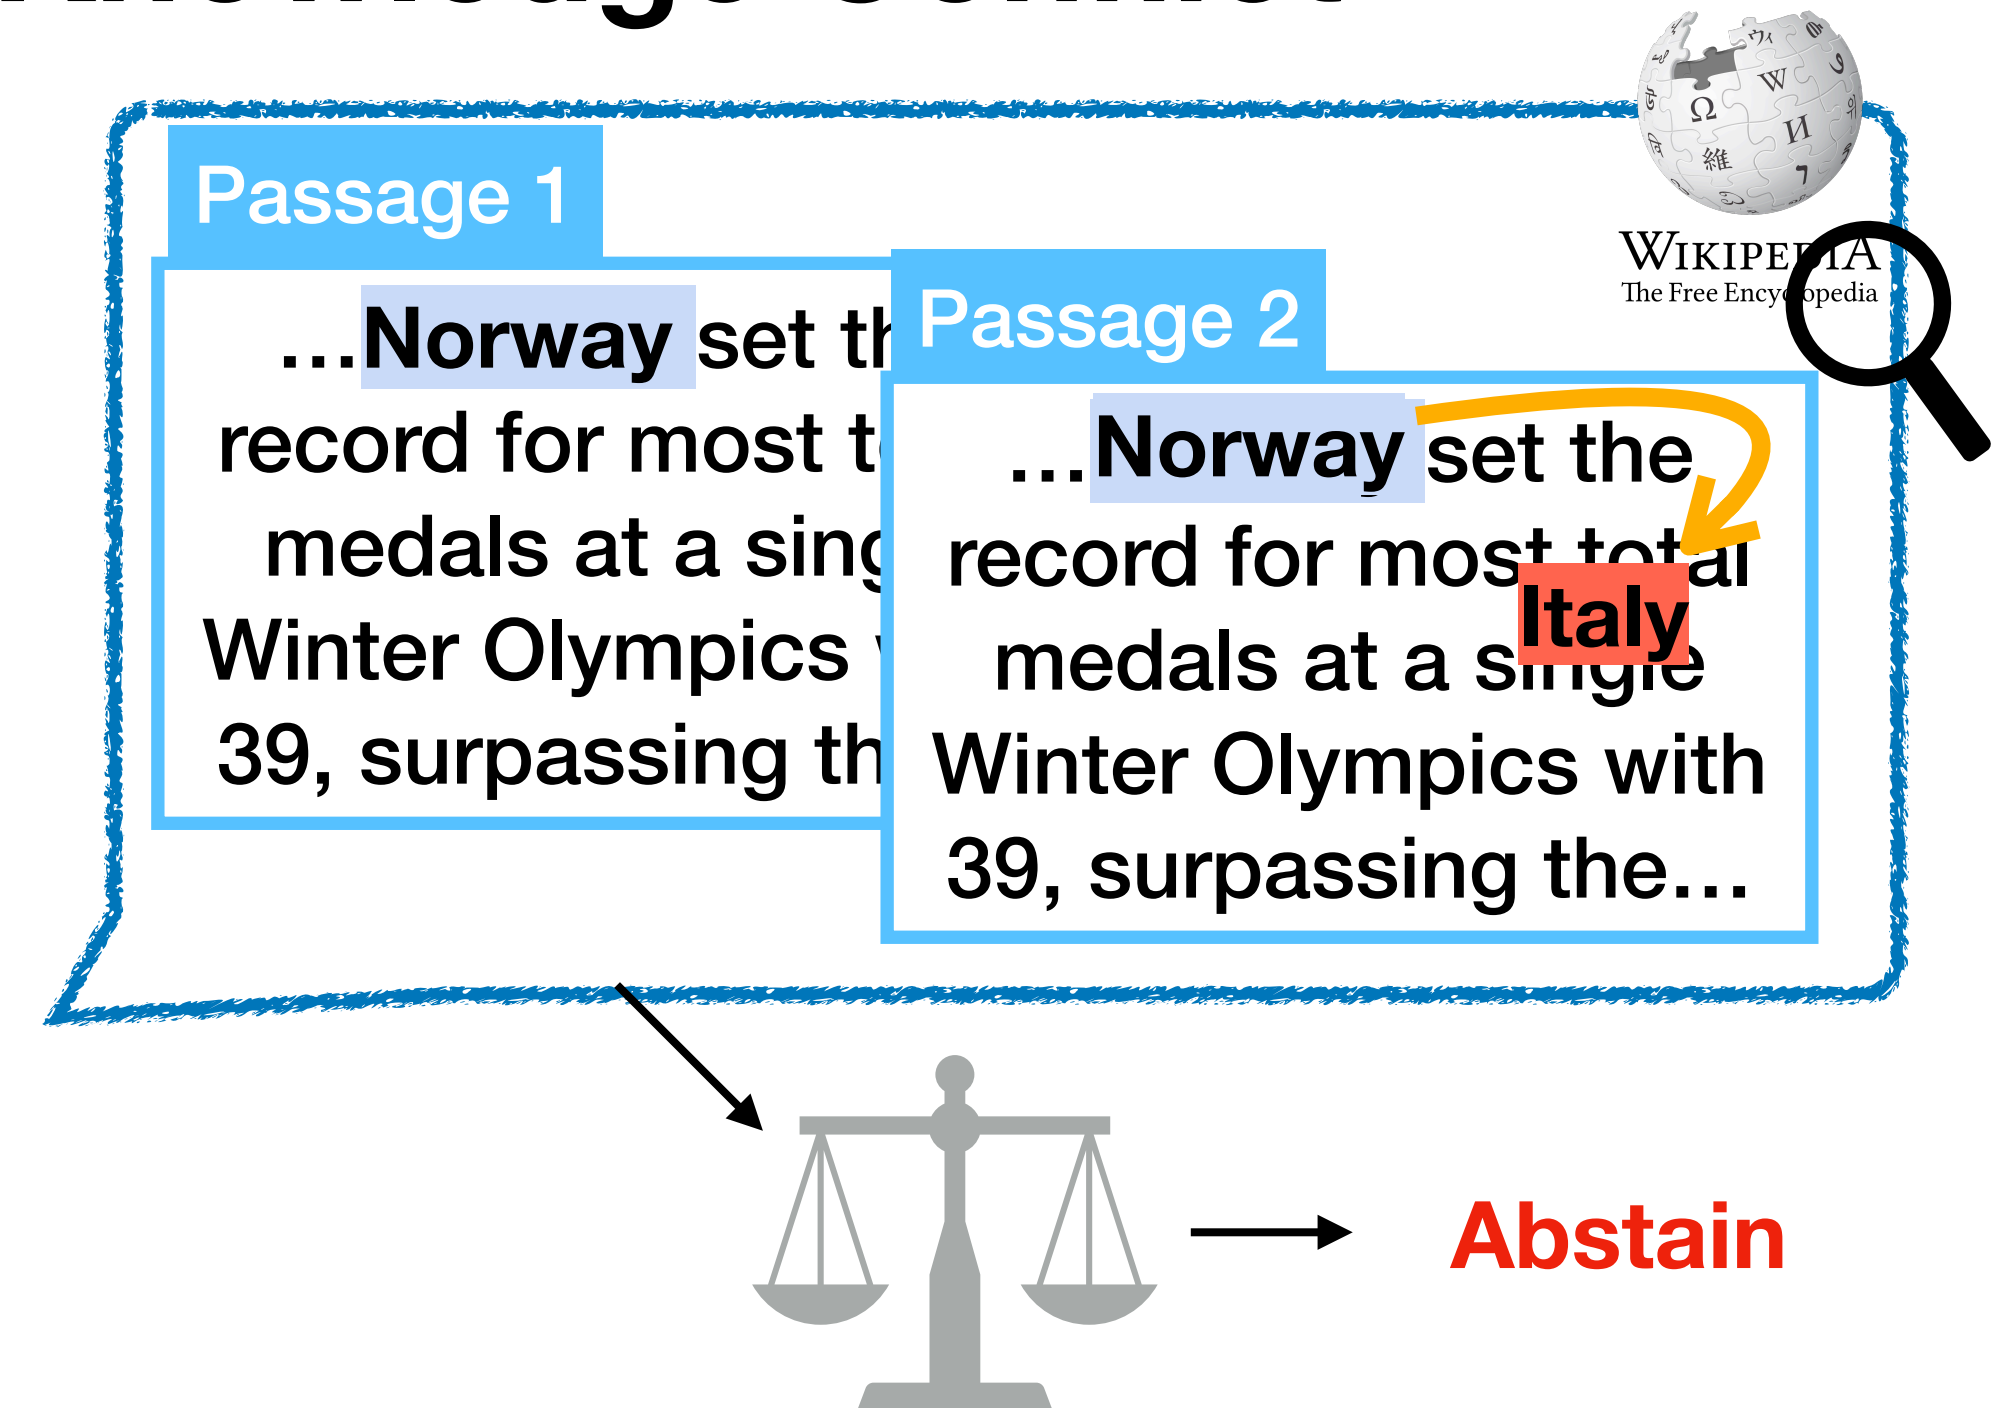 Knowledge Conflict
WIKIPEDIA
The Free Encyclopedia
Passage 1
…Norway set th
record for most t
medals at a sing
Winter Olympics
39, surpassing th
Passage 2
…Norway set the
record for most total
Italy
medals at a single
Winter Olympics with
39, surpassing the…
Abstain